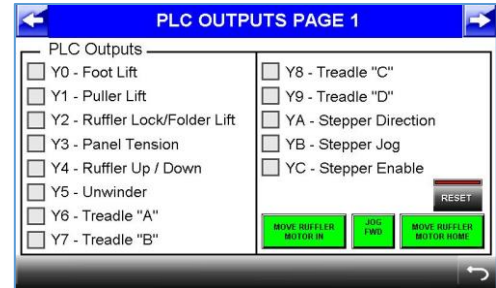 PLC OUTPUTS PAGE 1
PLC Outputs
Y0 - Foot Lift
Y1 - Puller Lift
Y2 - Ruffler Lock/Folder Lift
Y3 - Panel Tension
Y4 - Ruffler Up / Down
Y5 - Unwinder
Y6 - Treadle "A"
Y7 - Treadle "B"
Y8 - Treadle "C"
Y9 - Treadle "D"
YA - Stepper Direction
YB - Stepper Jog
YC - Stepper Enable
RESET
MOVE RUFFLER
MOTOR IN
JOG
FWD
MOVE RUFFLER
MOTOR HOME